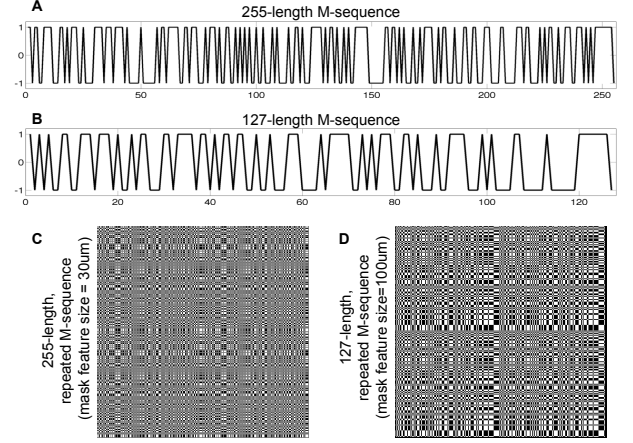 A
255-length M-sequence
1
0
-1
0
50
100
150
200
250
B
127-length M-sequence
1
0
-1
0
20
40
60
80
100
120
C
255-length,
repeated M-sequence
(mask feature size = 30um)
D
127-length,
repeated M-sequence
(mask feature size=100um)